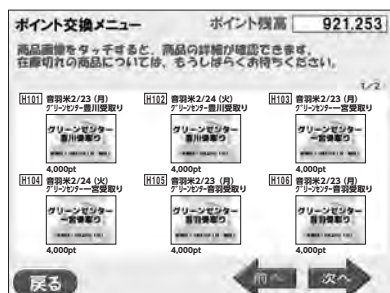 ポイント交換メニュー
ポイント残高 921,253
商品画像をタッチすると、商品の詳細が確認できます。
在庫切れの商品については、もうしばらくお待ちください。
1/2
H101 音羽米2/23 (月)
グリーンセンター豊川受取り
グリーンセンター
豊川受取り
4,000pt
H102 音羽米2/24 (火)
グリーンセンター豊川受取り
グリーンセンター
豊川受取り
4,000pt
H103 音羽米2/23 (月)
グリーンセンター一宮受取り
グリーンセンター
一宮受取り
4,000pt
H104 音羽米2/24 (火)
グリーンセンター一宮受取り
グリーンセンター
一宮受取り
4,000pt
H105 音羽米2/23 (月)
グリーンセンター音羽受取り
グリーンセンター
音羽受取り
4,000pt
H106 音羽米2/23 (月)
グリーンセンター音羽受取り
グリーンセンター
音羽受取り
4,000pt
戻る
前へ
次へ